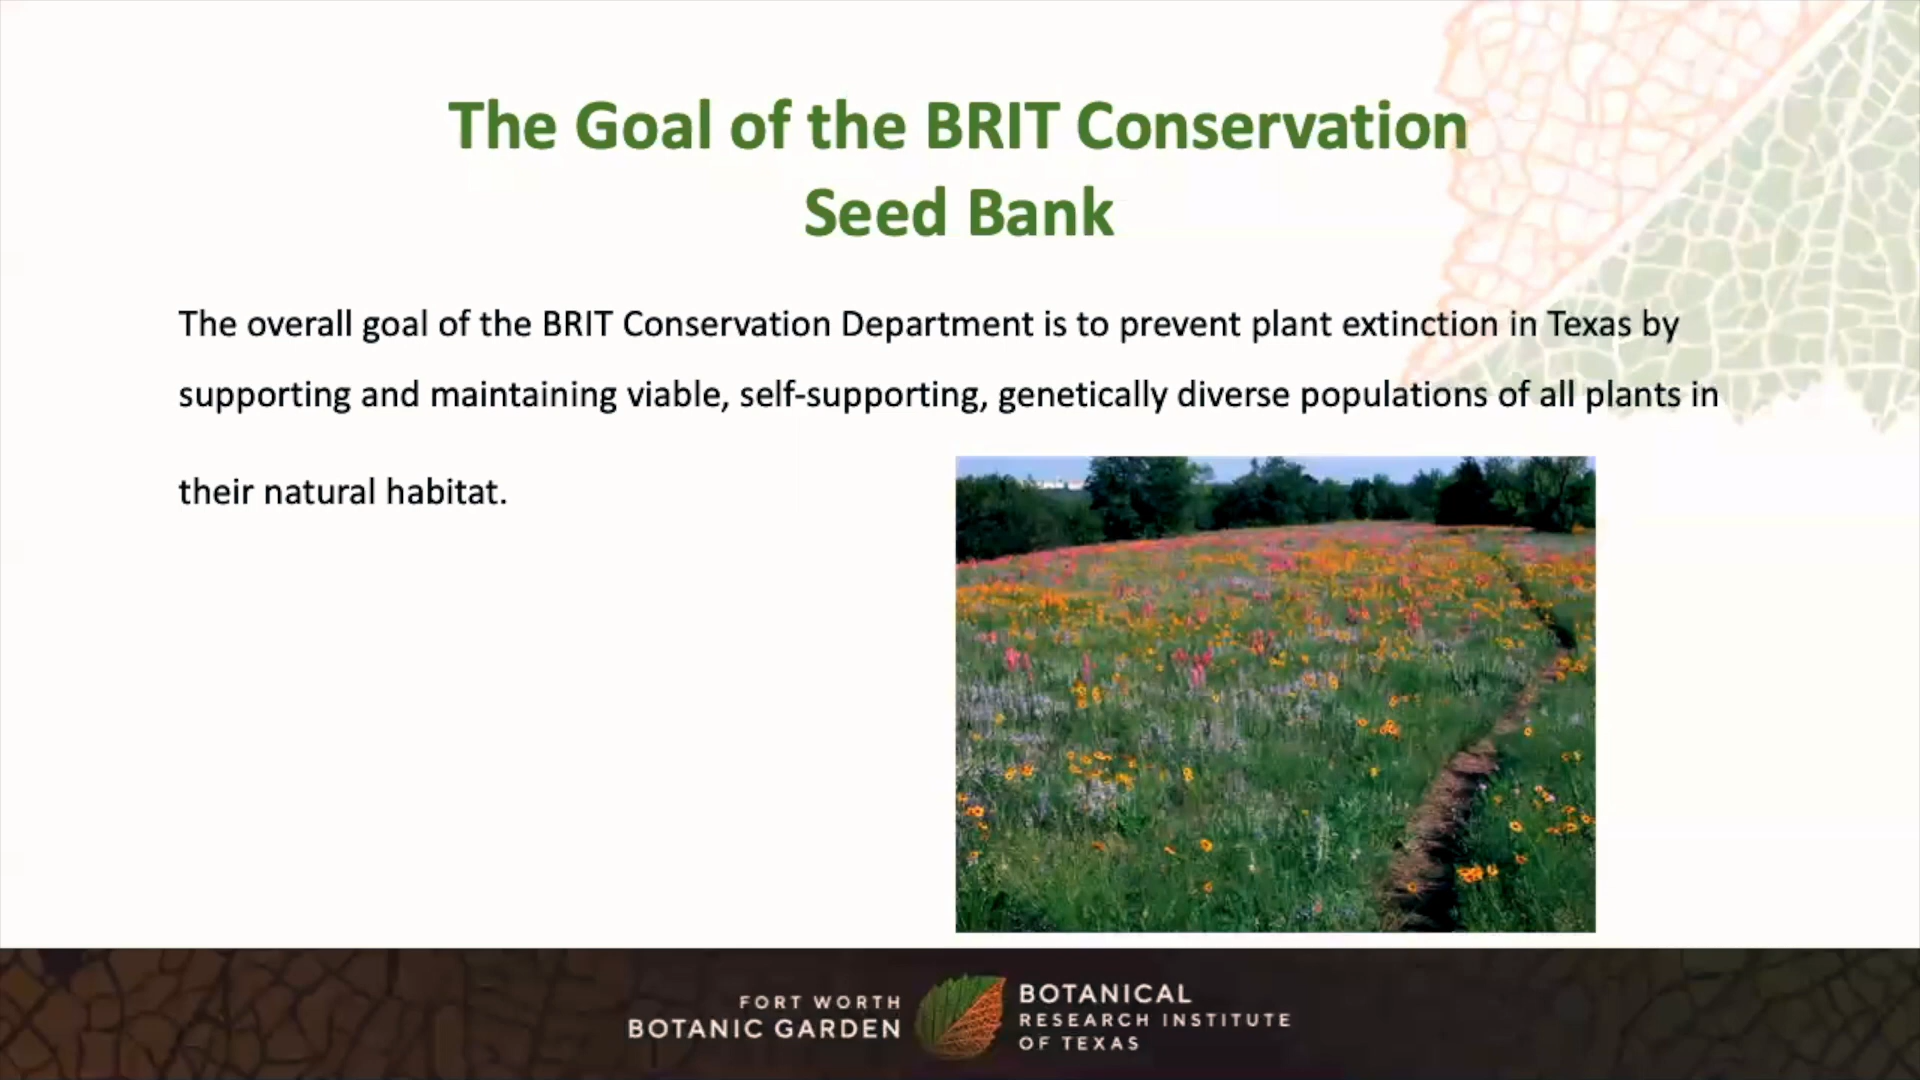 The Goal of the BRIT Conservation
Seed Bank
The overall goal of the BRIT Conservation Department is to prevent plant extinction in Texas by
supporting and maintaining viable, self-supporting, genetically diverse populations of all plants in
their natural habitat.
FORT WORTH
BOTANIC GARDEN
BOTANICAL
RESEARCH INSTITUTE
OF TEXAS